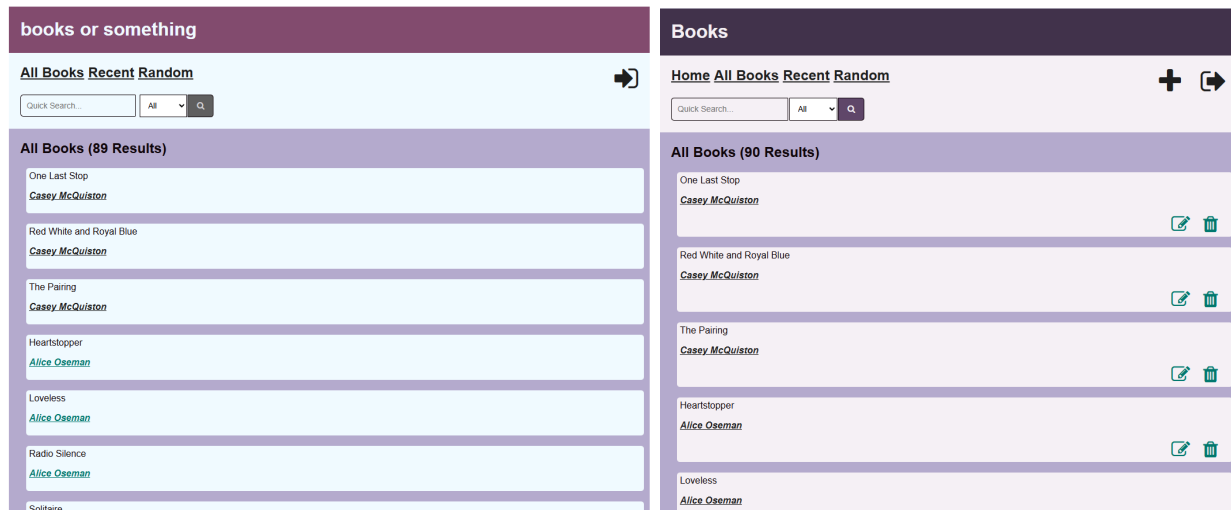 books or something
All Books Recent Random
Quick Search...
All
All Books (89 Results)
One Last Stop
Casey McQuiston
Red White and Royal Blue
Casey McQuiston
The Pairing
Casey McQuiston
Heartstopper
Alice Oseman
Loveless
Alice Oseman
Radio Silence
Alice Oseman
Solitaire
Books
Home All Books Recent Random
Quick Search...
All
All Books (90 Results)
One Last Stop
Casey McQuiston
Red White and Royal Blue
Casey McQuiston
The Pairing
Casey McQuiston
Heartstopper
Alice Oseman
Loveless
Alice Oseman